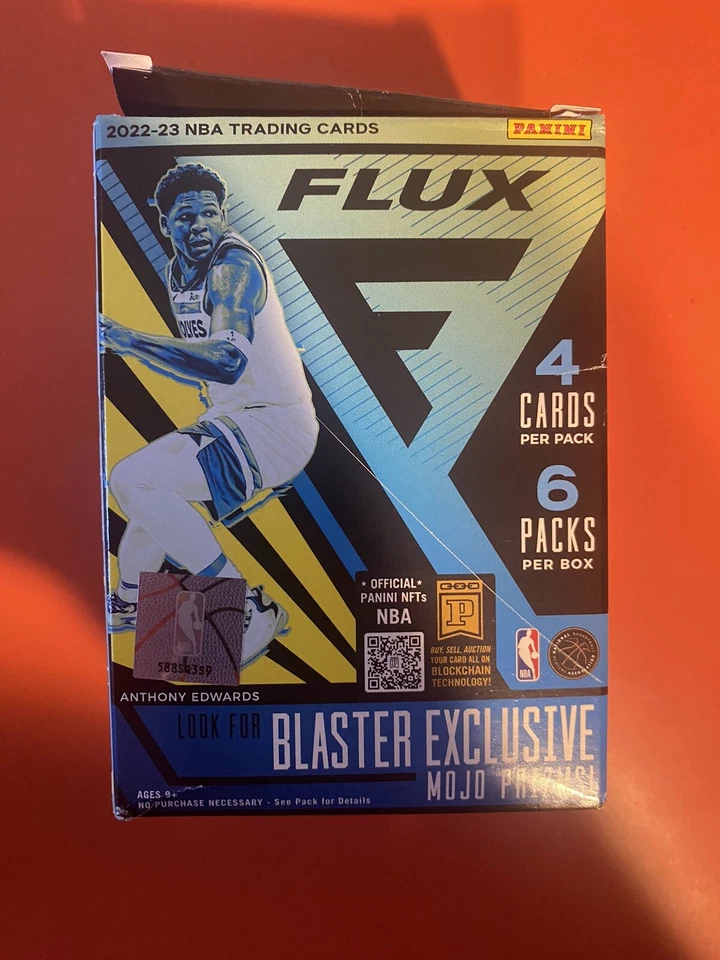 2022-23 NBA TRADING CARDS
PANINI
FLUX
F
4
CARDS
PER PACK
6
PACKS
PER BOX
★ OFFICIAL ★
PANINI NFTs
NBA
P
BUY, SELL, AUCTION
YOUR CARD ALL ON
BLOCKCHAIN
TECHNOLOGY!
NBA
ANTHONY EDWARDS
LOOK FOR BLASTER EXCLUSIVE
MOJO PRIZMS!
AGES 9+
NO PURCHASE NECESSARY - See Pack for Details